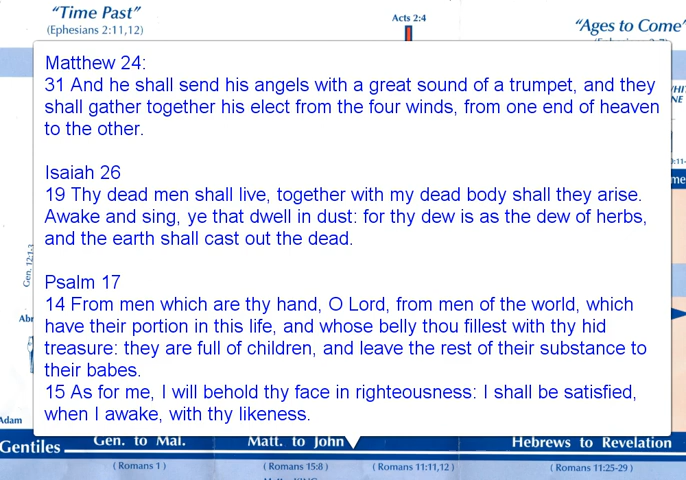 "Time Past"
(Ephesians 2:11,12)
Acts 2:4
"Ages to Come"
Matthew 24:
31 And he shall send his angels with a great sound of a trumpet, and they
shall gather together his elect from the four winds, from one end of heaven
to the other.
Isaiah 26
19 Thy dead men shall live, together with my dead body shall they arise.
Awake and sing, ye that dwell in dust: for thy dew is as the dew of herbs,
and the earth shall cast out the dead.
Psalm 17
14 From men which are thy hand, O Lord, from men of the world, which
have their portion in this life, and whose belly thou fillest with thy hid
treasure: they are full of children, and leave the rest of their substance to
their babes.
15 As for me, I will behold thy face in righteousness: I shall be satisfied,
when I awake, with thy likeness.
Gen. 12:1-3
Adam
Gentiles
Gen. to Mal.
Matt. to John
Hebrews to Revelation
(Romans 1)
(Romans 15:8)
(Romans 11:11,12)
(Romans 11:25-29)